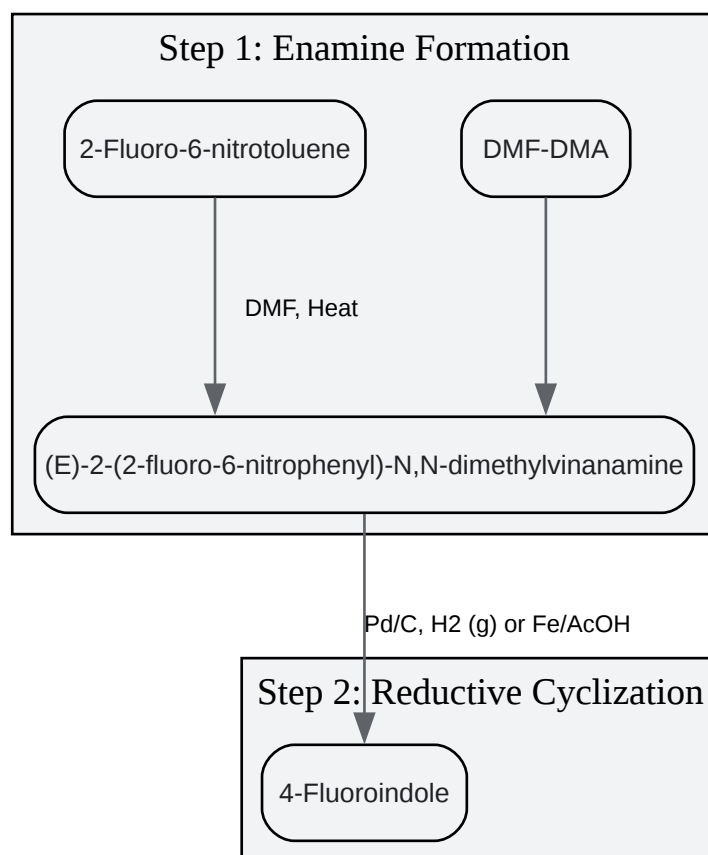 Step 1: Enamine Formation
2-Fluoro-6-nitrotoluene
DMF-DMA
DMF, Heat
(E)-2-(2-fluoro-6-nitrophenyl)-N,N-dimethylvinanamine
Pd/C, H2 (g) or Fe/AcOH
Step 2: Reductive Cyclization
4-Fluoroindole